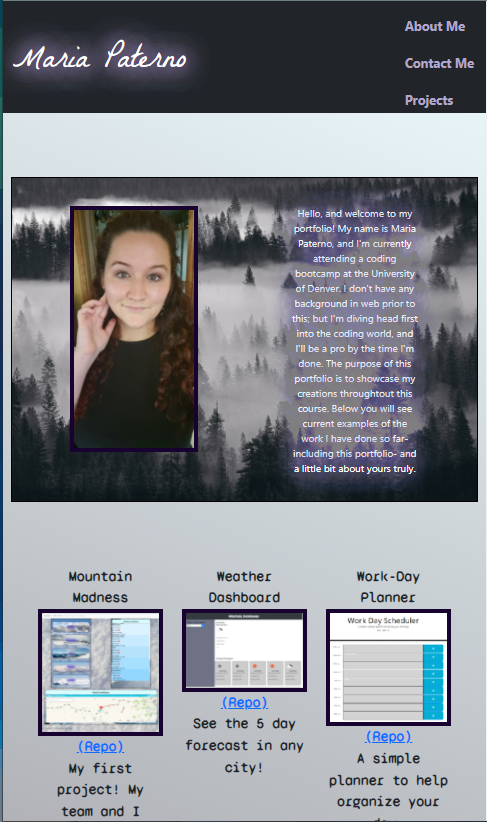 Maria Paterno
About Me
Contact Me
Projects
Hello, and welcome to my
portfolio! My name is Maria
Paterno, and I'm currently
attending a coding
bootcamp at the University
of Denver. I don't have any
background in web prior to
this; but I'm diving head first
into the coding world, and
I'll be a pro by the time I'm
done. The purpose of this
portfolio is to showcase my
creations throughtout this
course. Below you will see
current examples of the
work I have done so far-
including this portfolio- and
a little bit about yours truly.
Mountain
Madness
(Repo)
My first
project! My
team and I
Weather
Dashboard
(Repo)
See the 5 day
forecast in any
city!
Work-Day
Planner
Work Day Scheduler
(Repo)
A simple
planner to help
organize your